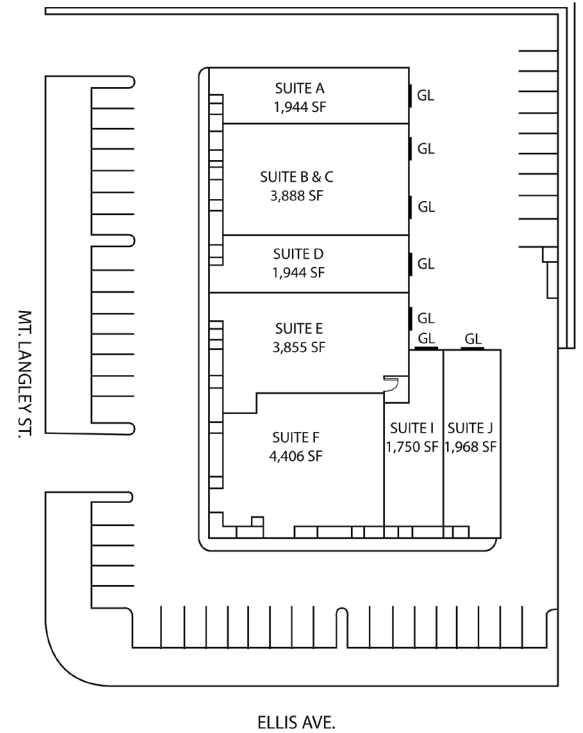 SUITE A
1,944 SF
GL
SUITE B & C
3,888 SF
GL
GL
SUITE D
1,944 SF
GL
SUITE E
3,855 SF
GL
GL
GL
SUITE F
4,406 SF
SUITE I
1,750 SF
SUITE J
1,968 SF
MT. LANGLEY ST.
ELLIS AVE.